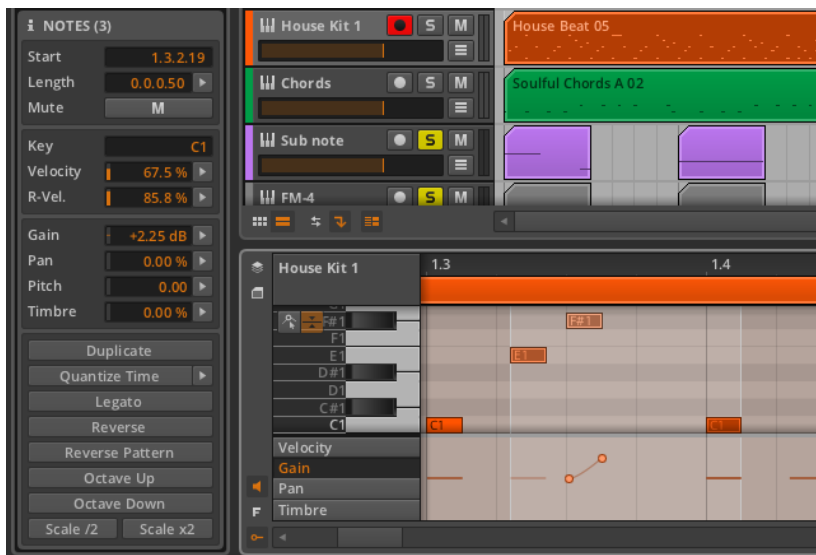 NOTES (3)
Start 1.3.2.19
Length 0.0.0.50
Mute M
Key C1
Velocity 67.5 %
R-Vel. 85.8 %
Gain +2.25 dB
Pan 0.00 %
Pitch 0.00
Timbre 0.00 %
Duplicate
Quantize Time
Legato
Reverse
Reverse Pattern
Octave Up
Octave Down
Scale /2 Scale x2
House Kit 1 S M
House Beat 05
Chords S M
Soulful Chords A 02
Sub note S M
FM-4 S M
House Kit 1
1.3 1.4
F#1 F#1
F1
E1 E1
D#1
D1
C#1
C1 C1 C1
Velocity
Gain
Pan
F Timbre